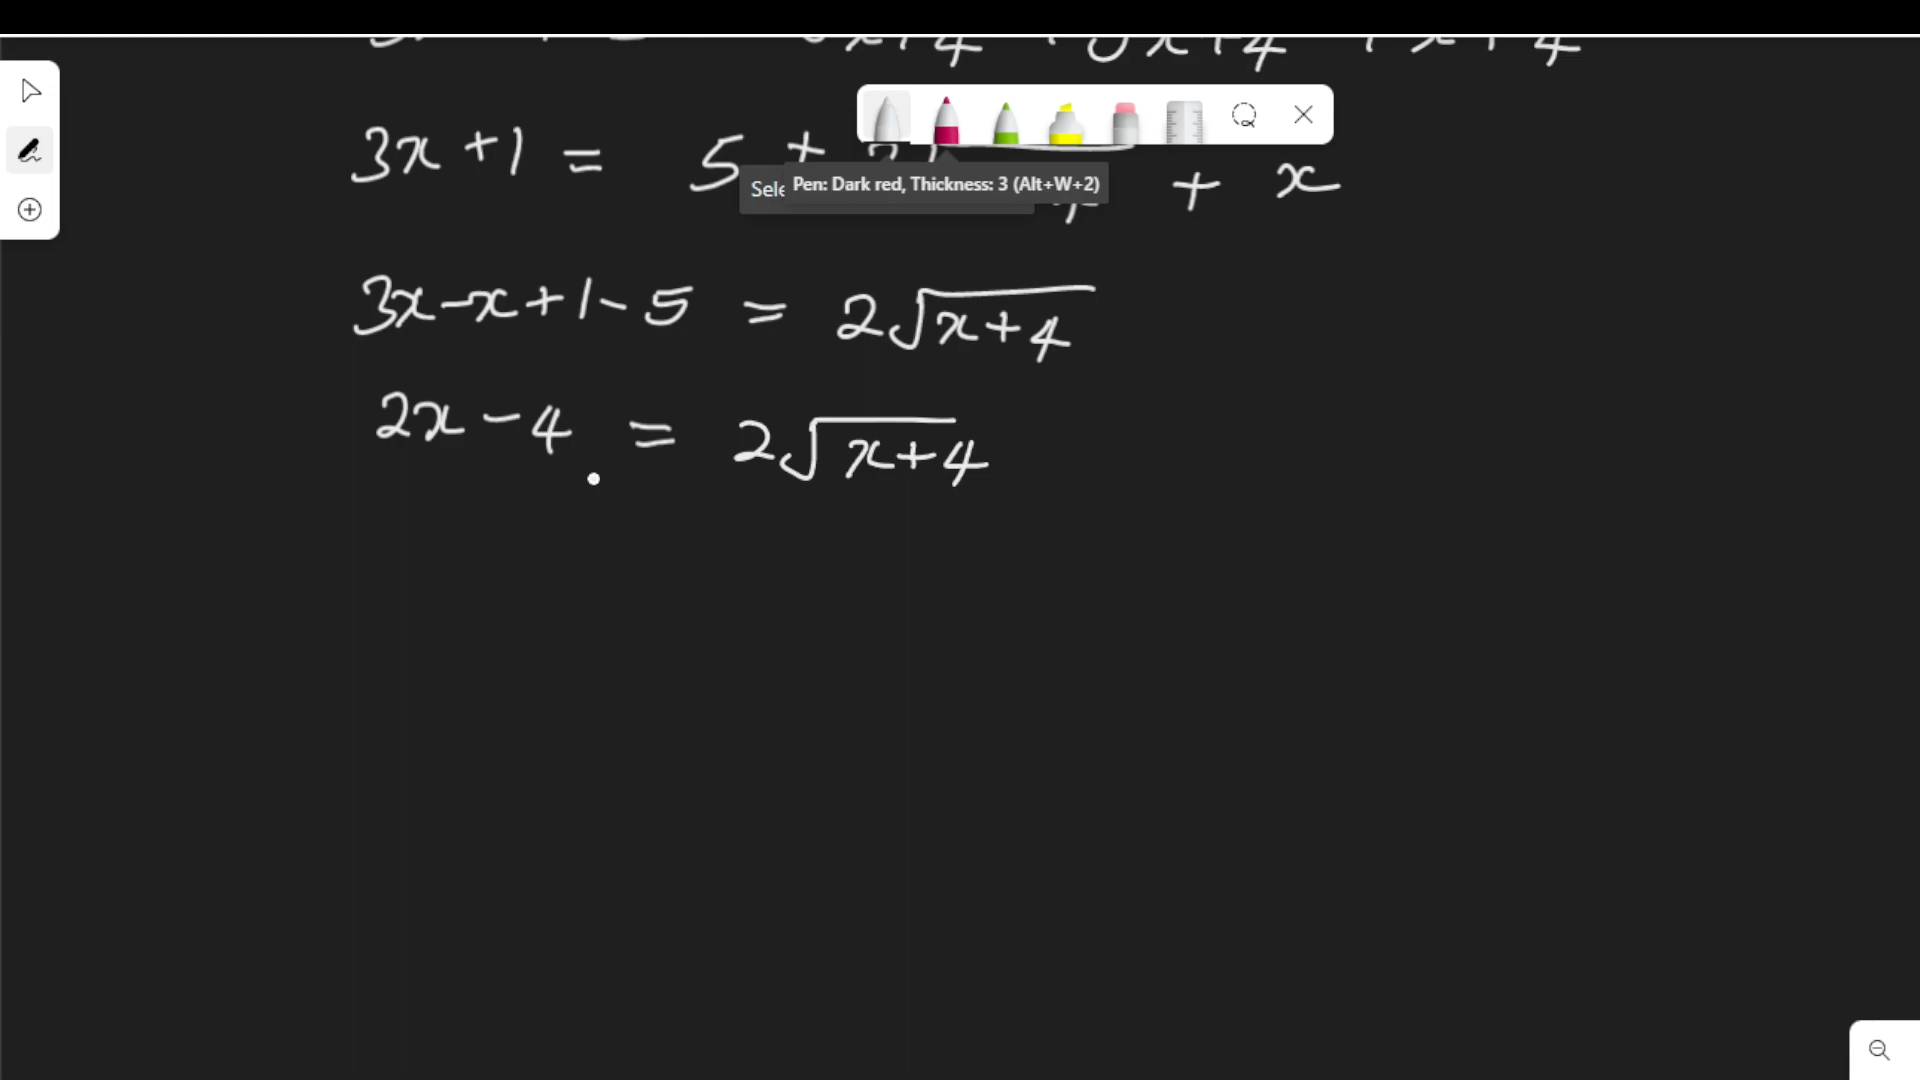 3x + 1 = 5 + 2 + x
Sele
Pen: Dark red, Thickness: 3 (Alt+W+2)
3x - x + 1 - 5 = 2√x+4
2x - 4 = 2√x+4